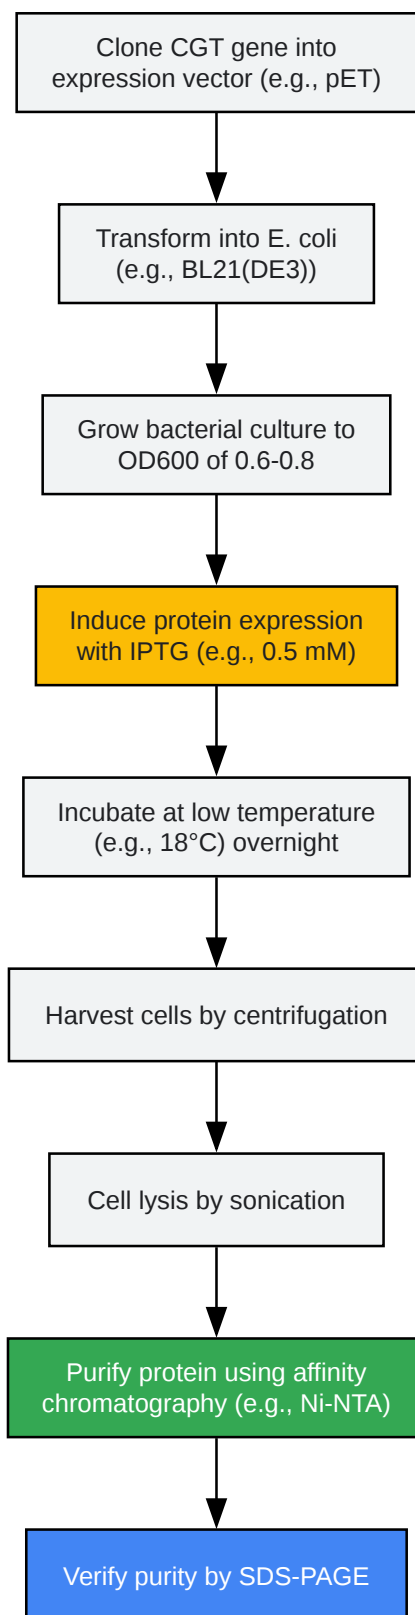 Clone CGT gene into
expression vector (e.g., pET)
Transform into E. coli
(e.g., BL21(DE3))
Grow bacterial culture to
OD600 of 0.6-0.8
Induce protein expression
with IPTG (e.g., 0.5 mM)
Incubate at low temperature
(e.g., 18°C) overnight
Harvest cells by centrifugation
Cell lysis by sonication
Purify protein using affinity
chromatography (e.g., Ni-NTA)
Verify purity by SDS-PAGE